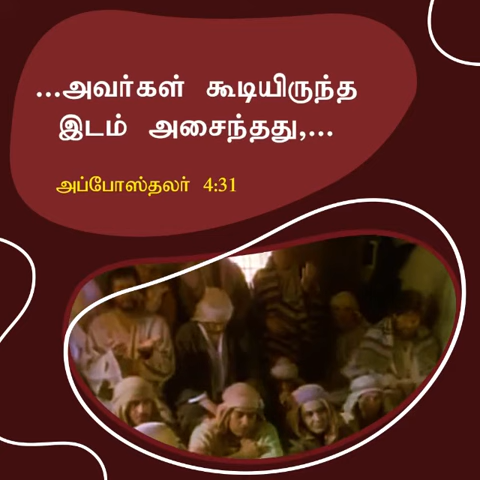 ...அவர்கள் கூடியிருந்த
இடம் அசைந்தது,...
அப்போஸ்தலர் 4:31